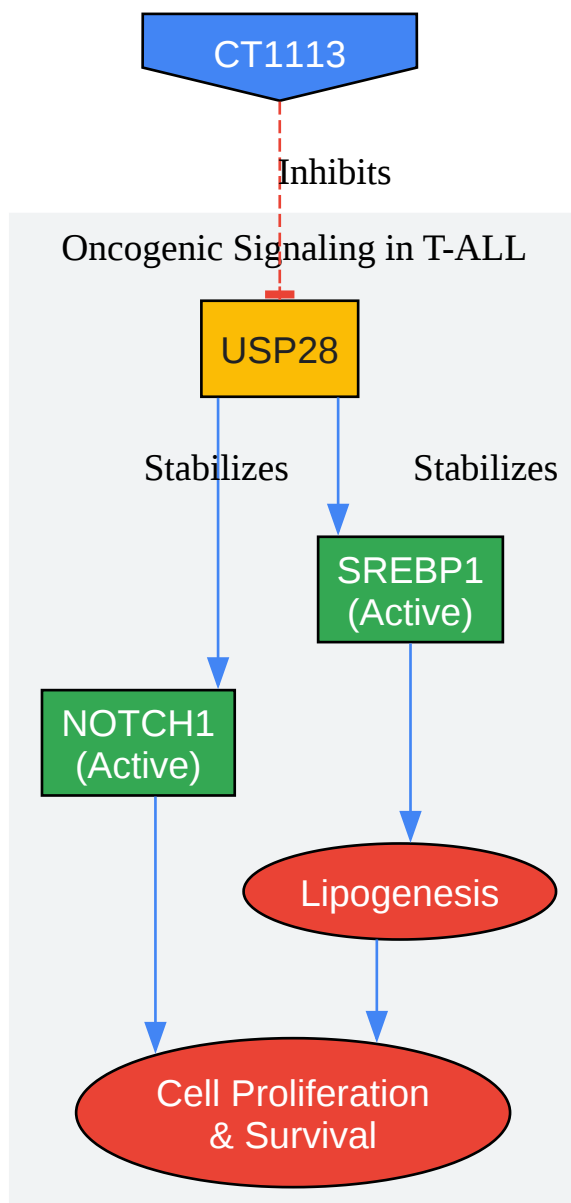 CT1113
Inhibits
Oncogenic Signaling in T-ALL
USP28
Stabilizes
Stabilizes
SREBP1
(Active)
NOTCH1
(Active)
Lipogenesis
Cell Proliferation
& Survival